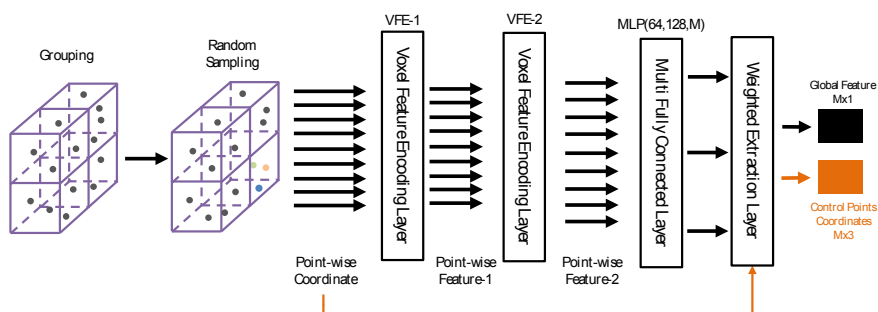 Grouping
Random
Sampling
VFE-1
Voxel Feature Encoding Layer
VFE-2
Voxel Feature Encoding Layer
MLP(64,128,M)
Multi Fully Connected Layer
Weighted Extraction Layer
Global Feature
Mx1
Control Points
Coordinates
Mx3
Point-wise
Coordinate
Point-wise
Feature-1
Point-wise
Feature-2